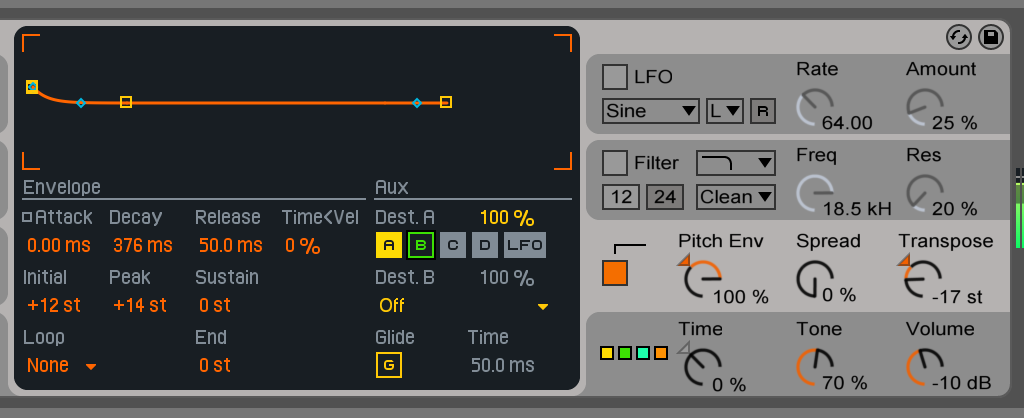 Envelope
Aux
Attack Decay Release Time<Vel
Dest. A 100 %
0.00 ms 376 ms 50.0 ms 0 %
A B C D LFO
Initial Peak Sustain
Dest. B 100 %
+12 st +14 st 0 st
Off
Loop End
Glide Time
None 0 st
G 50.0 ms
LFO Rate Amount
Sine L R 64.00 25 %
Filter Freq Res
12 24 Clean 18.5 kH 20 %
Pitch Env Spread Transpose
100 % 0 % -17 st
Time Tone Volume
0 % 70 % -10 dB